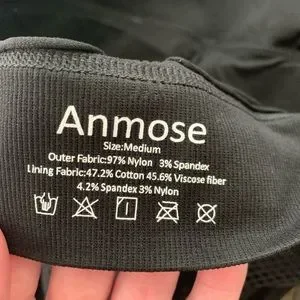 Anmose
Size:Medium
Outer Fabric:97% Nylon 3% Spandex
Lining Fabric:47.2% Cotton 45.6% Viscose fiber
4.2% Spandex 3% Nylon